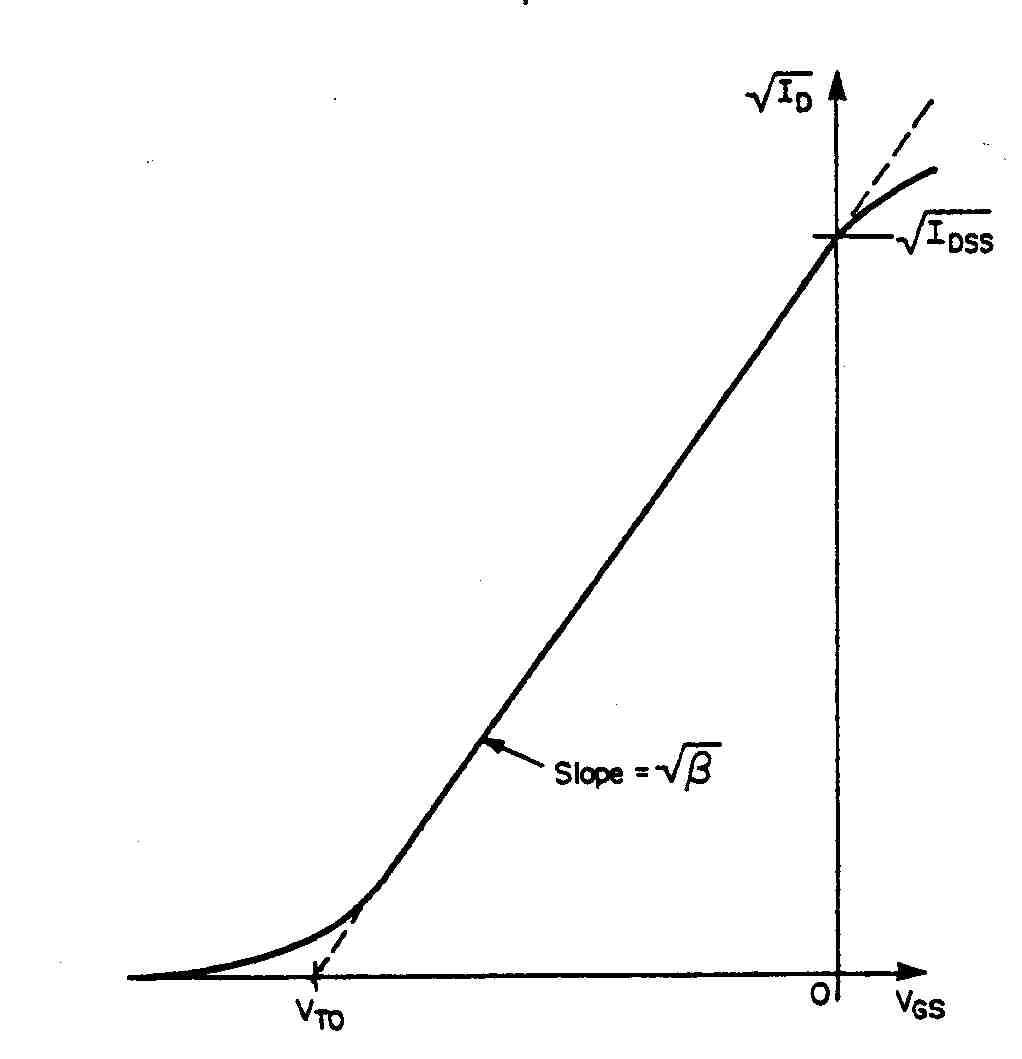 √I_D
√I_DSS
Slope = √β
V_TO
O
V_GS